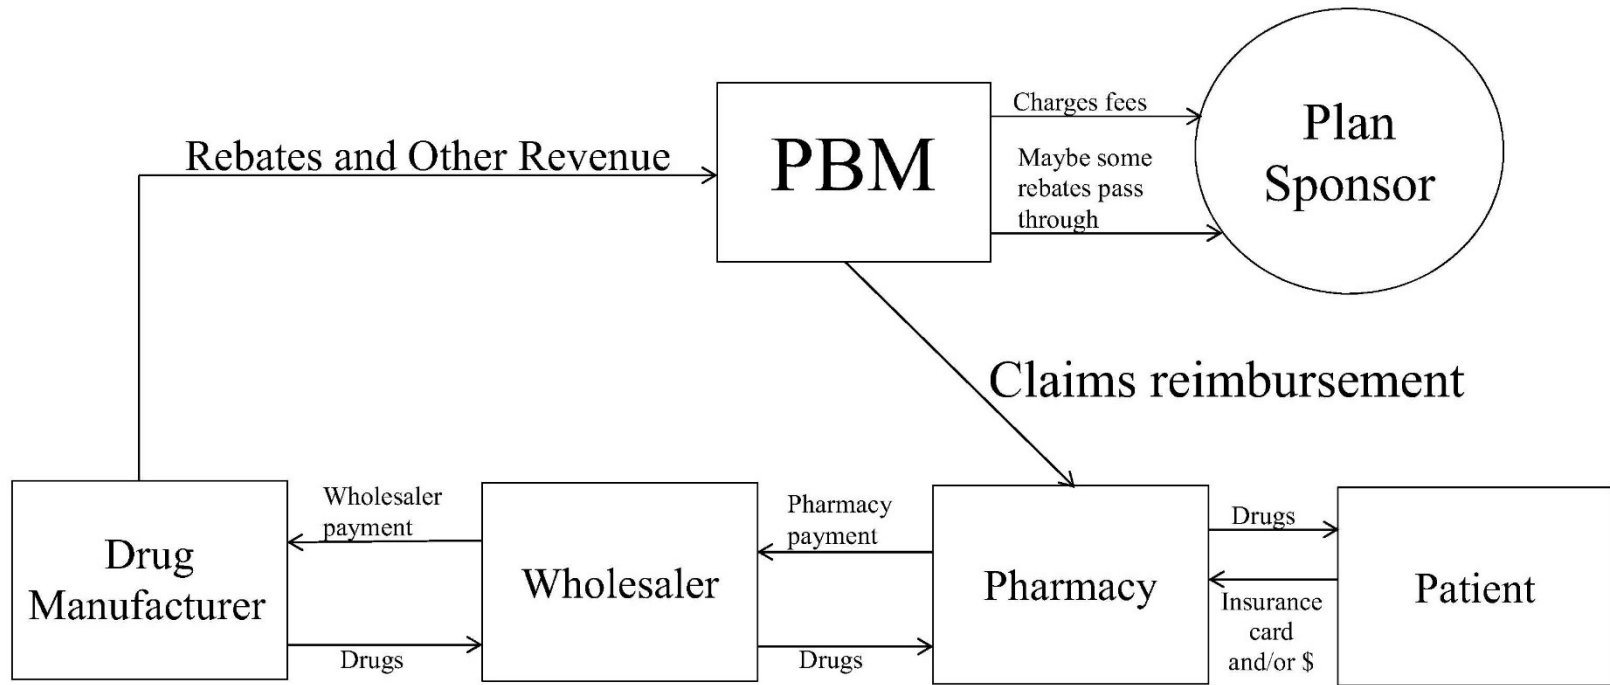 Charges fees
Plan
Sponsor
Rebates and Other Revenue
PBM
Maybe some
rebates pass
through
Claims reimbursement
Drug
Manufacturer
Wholesaler
payment
Drugs
Wholesaler
Pharmacy
payment
Drugs
Pharmacy
Drugs
Insurance
card
and/or $
Patient